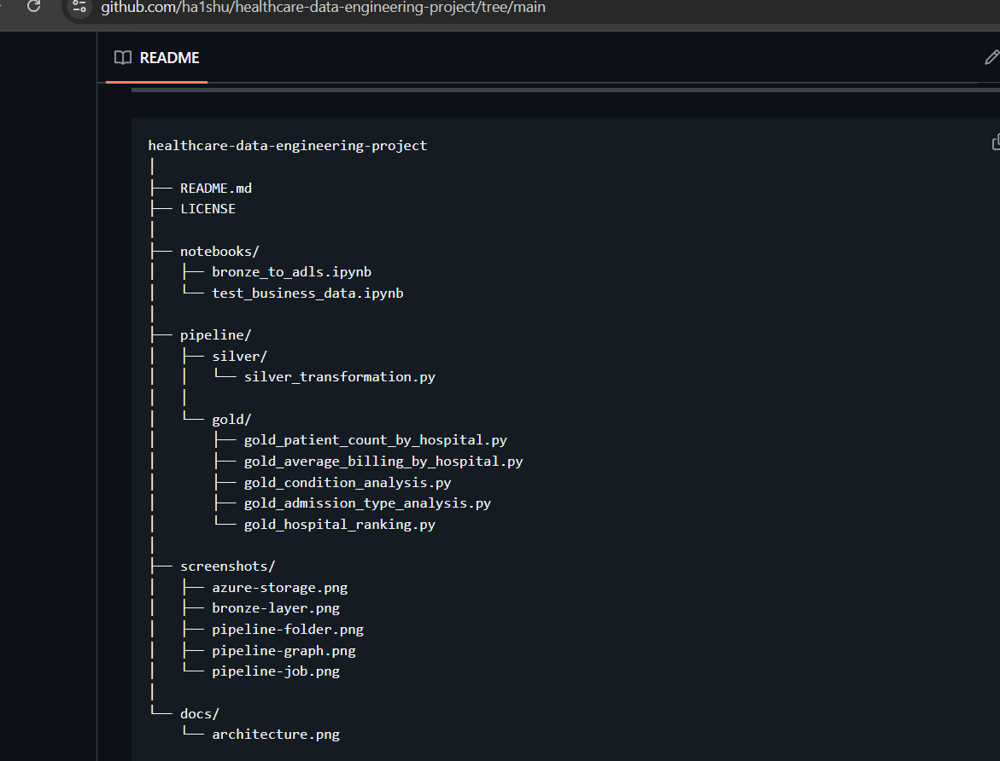 github.com/ha1shu/healthcare-data-engineering-project/tree/main
README
healthcare-data-engineering-project
│
├── README.md
├── LICENSE
│
├── notebooks/
│   ├── bronze_to_adls.ipynb
│   └── test_business_data.ipynb
│
├── pipeline/
│   ├── silver/
│   │   └── silver_transformation.py
│   │
│   └── gold/
│       ├── gold_patient_count_by_hospital.py
│       ├── gold_average_billing_by_hospital.py
│       ├── gold_condition_analysis.py
│       ├── gold_admission_type_analysis.py
│       └── gold_hospital_ranking.py
│
├── screenshots/
│   ├── azure-storage.png
│   ├── bronze-layer.png
│   ├── pipeline-folder.png
│   ├── pipeline-graph.png
│   └── pipeline-job.png
│
└── docs/
    └── architecture.png